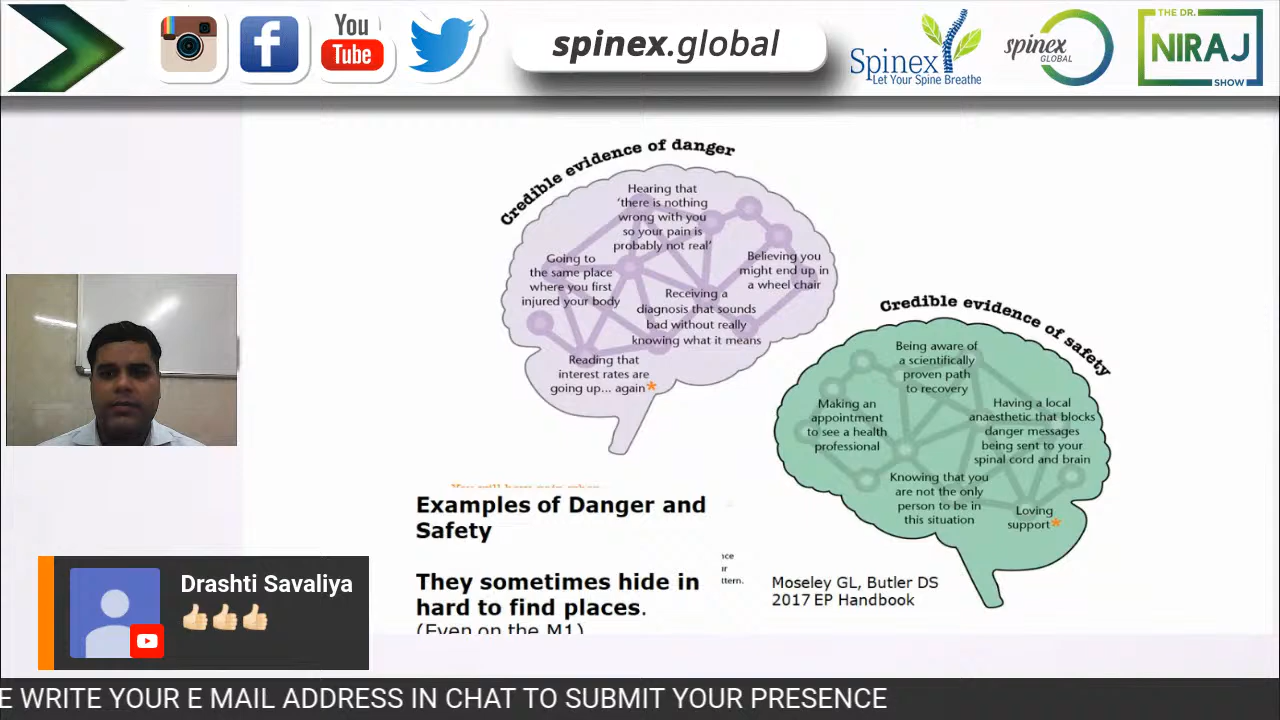 You
Tube
spinex.global
Spinex
Let Your Spine Breathe
spinex
GLOBAL
THE DR.
NIRAJ
SHOW
Credible evidence of danger
Hearing that
‘there is nothing
wrong with you
so your pain is
probably not real’
Going to
the same place
where you first
injured your body
Believing you
might end up in
a wheel chair
Receiving a
diagnosis that sounds
bad without really
knowing what it means
Reading that
interest rates are
going up... again*
Credible evidence of safety
Being aware of
a scientifically
proven path
to recovery
Making an
appointment
to see a health
professional
Having a local
anaesthetic that blocks
danger messages
being sent to your
spinal cord and brain
Knowing that you
are not the only
person to be in
this situation
Loving
support*
Examples of Danger and
Safety
They sometimes hide in
hard to find places.
(Even on the M1)
Moseley GL, Butler DS
2017 EP Handbook
Drashti Savaliya
👍🏻👍🏻👍🏻
E WRITE YOUR E MAIL ADDRESS IN CHAT TO SUBMIT YOUR PRESENCE